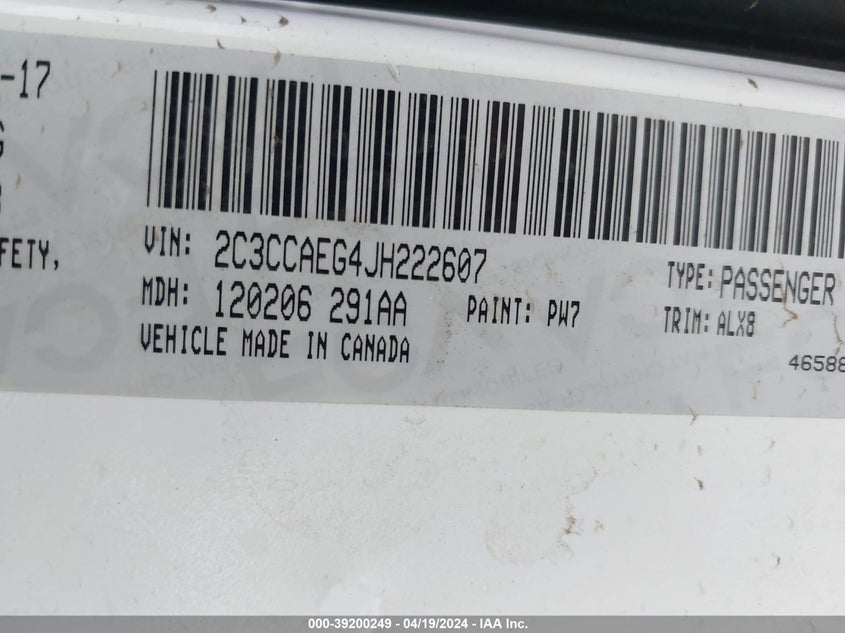 -17
FETY,
VIN: 2C3CCAEG4JH222607
TYPE: PASSENGER
MDH: 120206 291AA
PAINT: PW7
TRIM: ALX8
VEHICLE MADE IN CANADA
46588
000-39200249 - 04/19/2024 - IAA Inc.